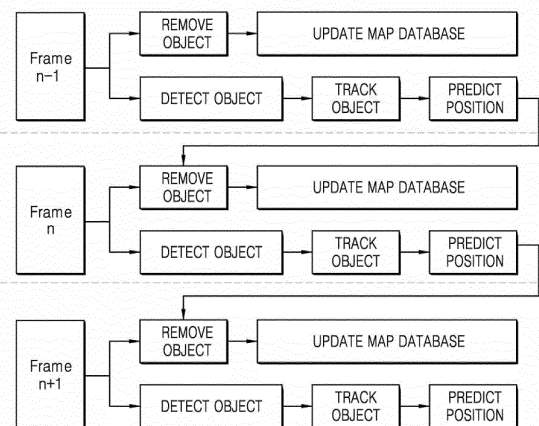 REMOVE
OBJECT
UPDATE MAP DATABASE
Frame
n-1
DETECT OBJECT
TRACK
OBJECT
PREDICT
POSITION
REMOVE
OBJECT
UPDATE MAP DATABASE
Frame
n
DETECT OBJECT
TRACK
OBJECT
PREDICT
POSITION
REMOVE
OBJECT
UPDATE MAP DATABASE
Frame
n+1
DETECT OBJECT
TRACK
OBJECT
PREDICT
POSITION